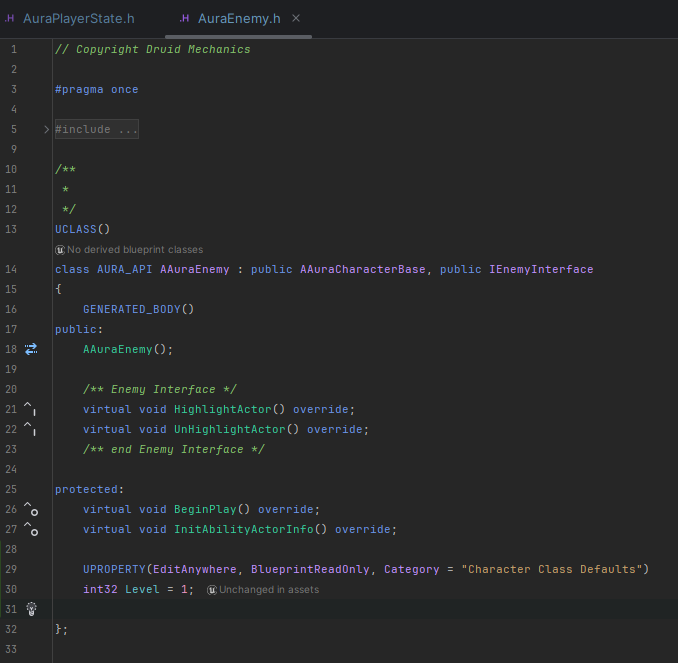 AuraPlayerState.h
AuraEnemy.h
1 // Copyright Druid Mechanics
2
3 #pragma once
4
5 #include ...
9
10 /**
11 *
12 */
13 UCLASS()
No derived blueprint classes
14 class AURA_API AAuraEnemy : public AAuraCharacterBase, public IEnemyInterface
15 {
16 GENERATED_BODY()
17 public:
18 AAuraEnemy();
19
20 /** Enemy Interface */
21 virtual void HighlightActor() override;
22 virtual void UnHighlightActor() override;
23 /** end Enemy Interface */
24
25 protected:
26 virtual void BeginPlay() override;
27 virtual void InitAbilityActorInfo() override;
28
29 UPROPERTY(EditAnywhere, BlueprintReadOnly, Category = "Character Class Defaults")
30 int32 Level = 1; Unchanged in assets
31
32 };
33